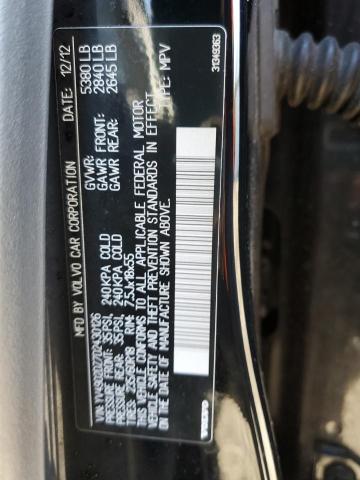 MFD. BY: VOLVO CAR CORPORATION DATE: 12/12
GVWR: 5380 LB
GAWR FRONT: 2840 LB
GAWR REAR: 2645 LB
VIN: TYPE: MPV
PRESSURE FRONT: 35PSI, 240KPA COLD
PRESSURE REAR: 35PSI, 240KPA COLD
TIRES: 235/60R18 RIM: 7.5Jx18x55
THIS VEHICLE CONFORMS TO ALL APPLICABLE FEDERAL MOTOR
VEHICLE SAFETY AND THEFT PREVENTION STANDARDS IN EFFECT
ON THE DATE OF MANUFACTURE SHOWN ABOVE.
VOLVO
31349363